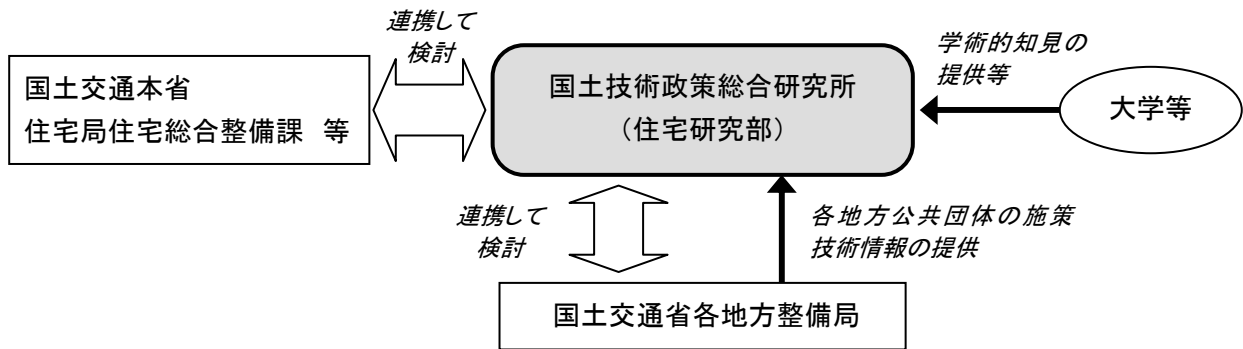 連携して
検討
国土交通本省
住宅局住宅総合整備課 等
国土技術政策総合研究所
(住宅研究部)
学術的知見の
提供等
大学等
連携して
検討
各地方公共団体の施策
技術情報の提供
国土交通省各地方整備局